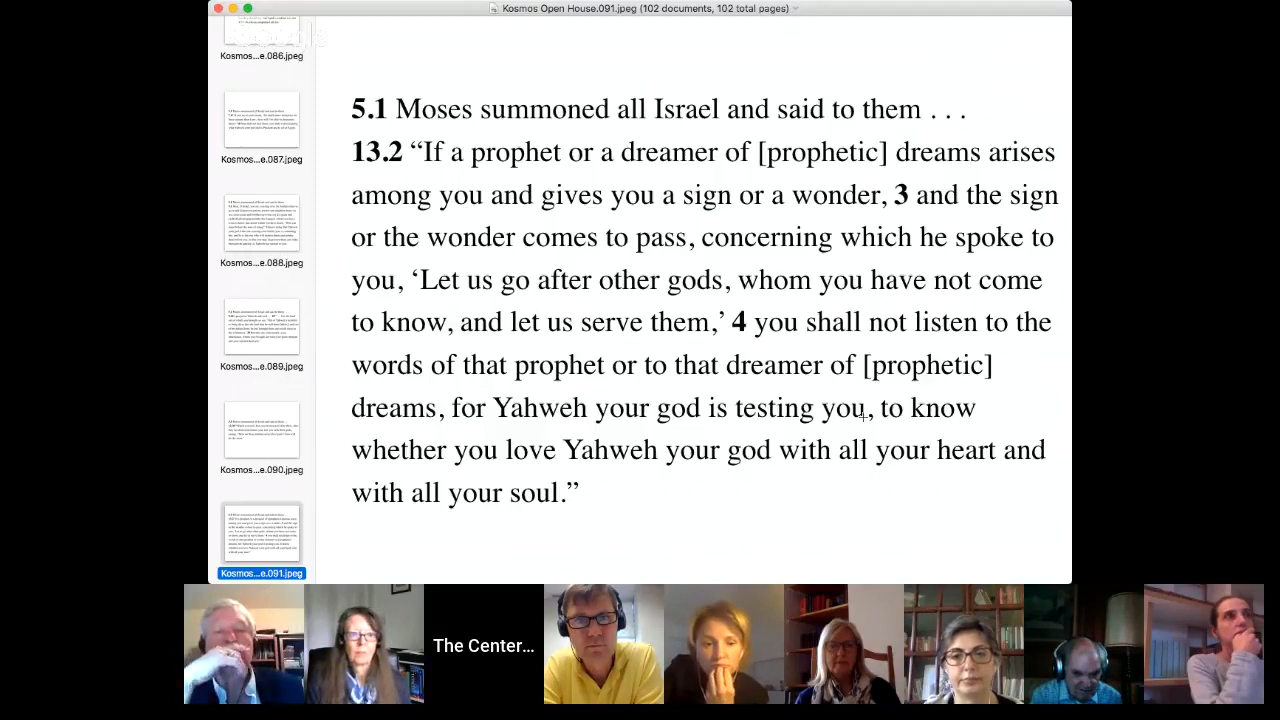 Kosmos Open House.091.jpeg (102 documents, 102 total pages)
Kosmos...e.086.jpeg
Kosmos...e.087.jpeg
Kosmos...e.088.jpeg
Kosmos...e.089.jpeg
Kosmos...e.090.jpeg
Kosmos...e.091.jpeg
5.1 Moses summoned all Israel and said to them . . .
13.2 “If a prophet or a dreamer of [prophetic] dreams arises
among you and gives you a sign or a wonder, 3 and the sign
or the wonder comes to pass, concerning which he spoke to
you, ‘Let us go after other gods, whom you have not come
to know, and let us serve them,’ 4 you shall not listen to the
words of that prophet or to that dreamer of [prophetic]
dreams, for Yahweh your god is testing you, to know
whether you love Yahweh your god with all your heart and
with all your soul.”
The Center...